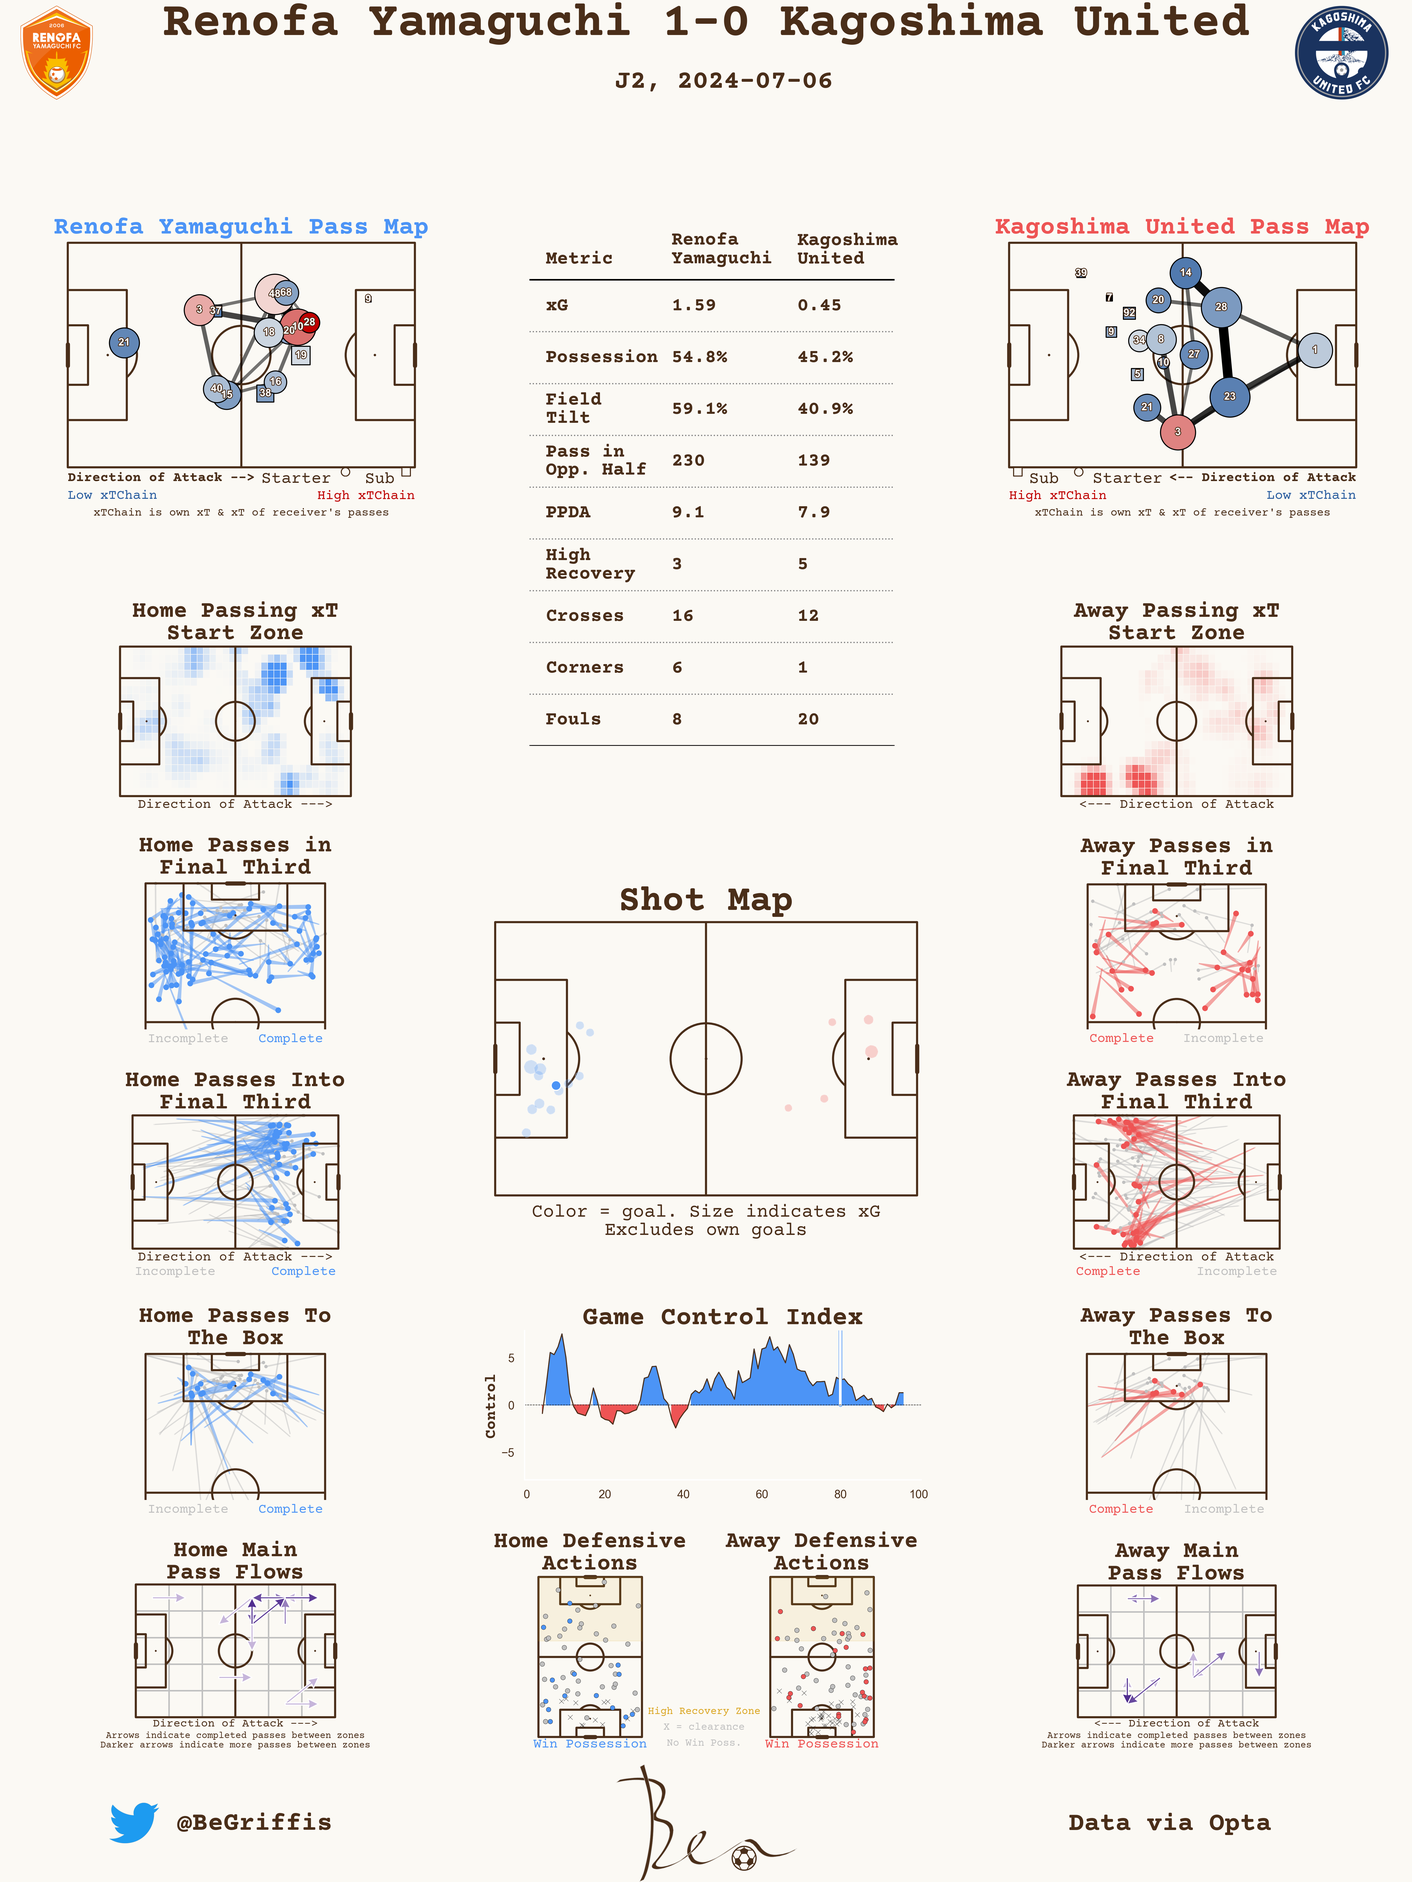 Renofa Yamaguchi 1-0 Kagoshima United
J2, 2024-07-06
2006
RENOFA
YAMAGUCHI FC
KAGOSHIMA
UNITED FC
Renofa Yamaguchi Pass Map
21
3
37
48
68
18
20
10
28
19
9
40
15
38
16
Direction of Attack --> Starter Sub
Low xTChain High xTChain
xTChain is own xT & xT of receiver's passes
Metric Renofa Yamaguchi Kagoshima United
xG 1.59 0.45
Possession 54.8% 45.2%
Field Tilt 59.1% 40.9%
Pass in Opp. Half 230 139
PPDA 9.1 7.9
High Recovery 3 5
Crosses 16 12
Corners 6 1
Fouls 8 20
Kagoshima United Pass Map
39
7
92
9
5
14
20
28
34
8
10
27
1
21
23
3
Sub Starter <-- Direction of Attack
High xTChain Low xTChain
xTChain is own xT & xT of receiver's passes
Home Passing xT
Start Zone
Direction of Attack --->
Away Passing xT
Start Zone
<--- Direction of Attack
Home Passes in
Final Third
Incomplete Complete
Away Passes in
Final Third
Complete Incomplete
Shot Map
Color = goal. Size indicates xG
Excludes own goals
Home Passes Into
Final Third
Direction of Attack --->
Incomplete Complete
Away Passes Into
Final Third
<--- Direction of Attack
Complete Incomplete
Home Passes To
The Box
Incomplete Complete
Game Control Index
Control
5
0
−5
0 20 40 60 80 100
Away Passes To
The Box
Complete Incomplete
Home Main
Pass Flows
Direction of Attack --->
Arrows indicate completed passes between zones
Darker arrows indicate more passes between zones
Home Defensive
Actions
Win Possession
High Recovery Zone
X = clearance
No Win Poss.
Away Defensive
Actions
Win Possession
Away Main
Pass Flows
<--- Direction of Attack
Arrows indicate completed passes between zones
Darker arrows indicate more passes between zones
@BeGriffis
Ben
Data via Opta